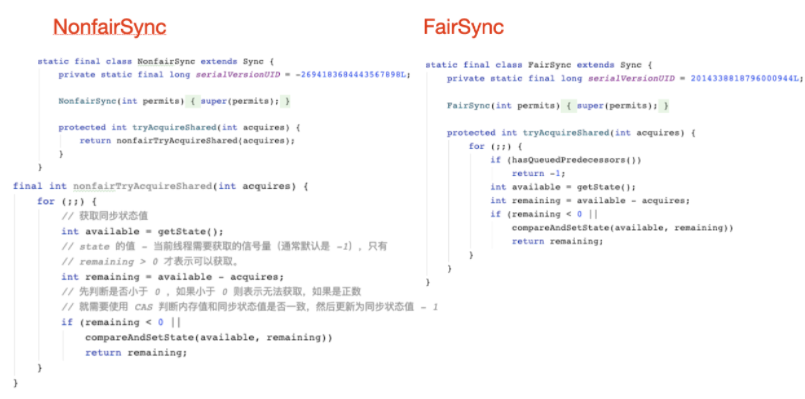 NonfairSync
static final class NonfairSync extends Sync {
private static final long serialVersionUID = -2694183684443567898L;
NonfairSync(int permits) { super(permits); }
protected int tryAcquireShared(int acquires) {
return nonfairTryAcquireShared(acquires);
}
}
final int nonfairTryAcquireShared(int acquires) {
for (;;) {
// 获取同步状态值
int available = getState();
// state 的值 - 当前线程需要获取的信号量（通常默认是 -1），只有
// remaining > 0 才表示可以获取。
int remaining = available - acquires;
// 先判断是否小于 0 ，如果小于 0 则表示无法获取，如果是正数
// 就需要使用 CAS 判断内存值和同步状态值是否一致，然后更新为同步状态值 - 1
if (remaining < 0 ||
compareAndSetState(available, remaining))
return remaining;
}
}
FairSync
static final class FairSync extends Sync {
private static final long serialVersionUID = 2014338818796000944L;
FairSync(int permits) { super(permits); }
protected int tryAcquireShared(int acquires) {
for (;;) {
if (hasQueuedPredecessors())
return -1;
int available = getState();
int remaining = available - acquires;
if (remaining < 0 ||
compareAndSetState(available, remaining))
return remaining;
}
}
}